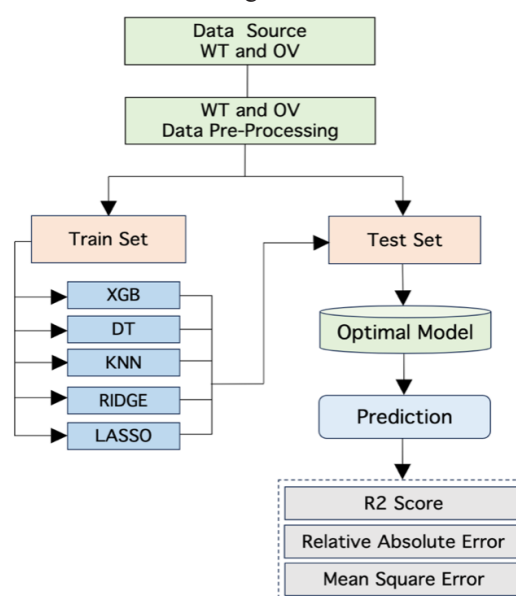 Data Source
WT and OV
WT and OV
Data Pre-Processing
Train Set
Test Set
XGB
DT
KNN
RIDGE
LASSO
Optimal Model
Prediction
R2 Score
Relative Absolute Error
Mean Square Error